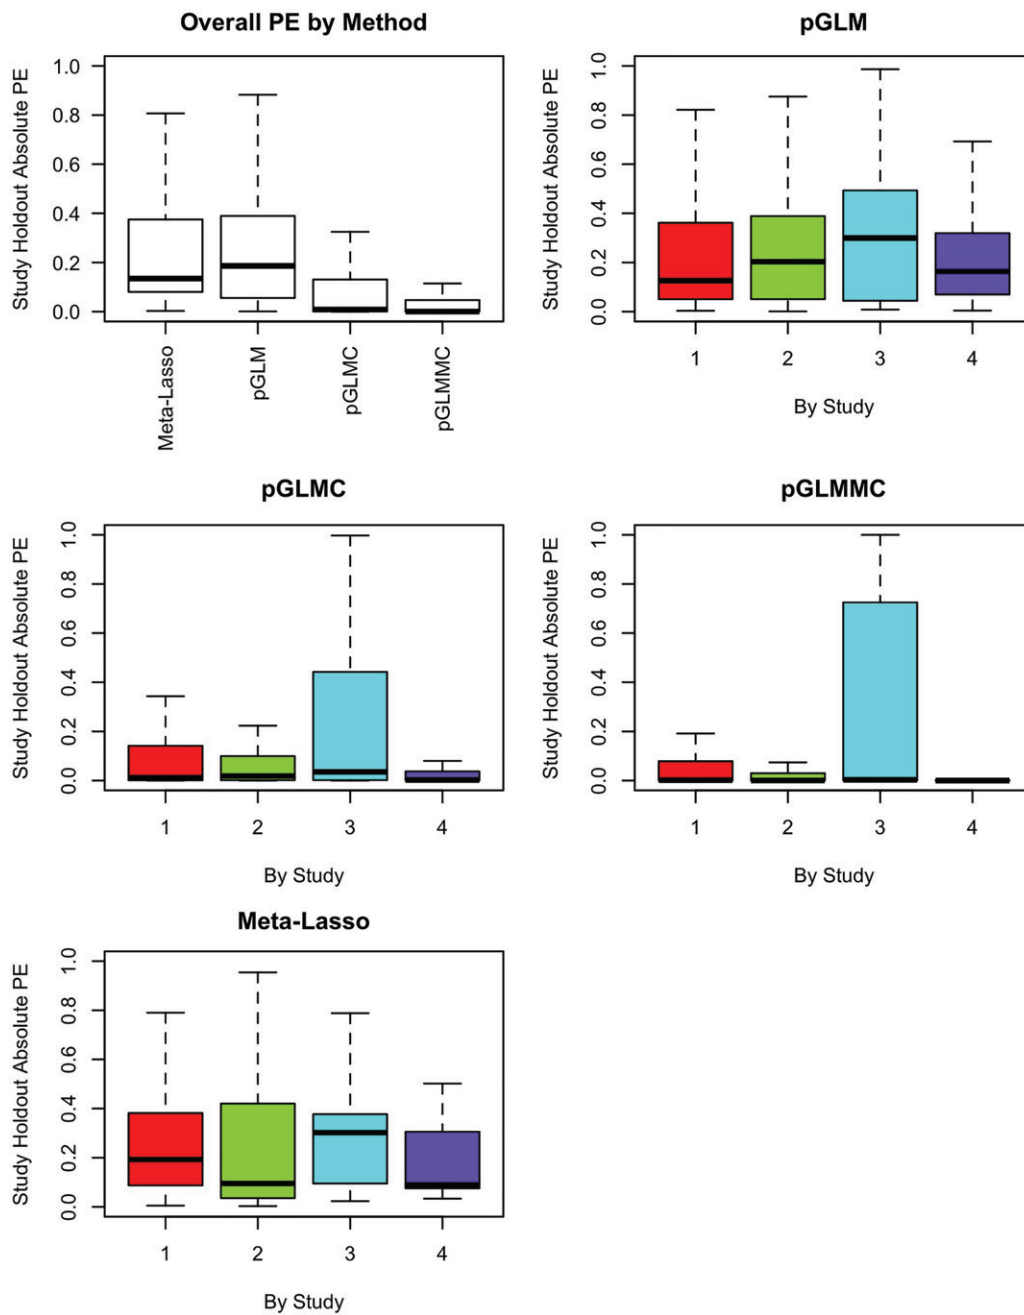 Overall PE by Method
Study Holdout Absolute PE
1.0
0.8
0.6
0.4
0.2
0.0
Meta-Lasso
pGLM
pGLMC
pGLMMC
pGLM
Study Holdout Absolute PE
0.0 0.2 0.4 0.6 0.8 1.0
1 2 3 4
By Study
pGLMC
Study Holdout Absolute PE
0.0 0.2 0.4 0.6 0.8 1.0
1 2 3 4
By Study
pGLMMC
Study Holdout Absolute PE
0.0 0.2 0.4 0.6 0.8 1.0
1 2 3 4
By Study
Meta-Lasso
Study Holdout Absolute PE
0.0 0.2 0.4 0.6 0.8 1.0
1 2 3 4
By Study